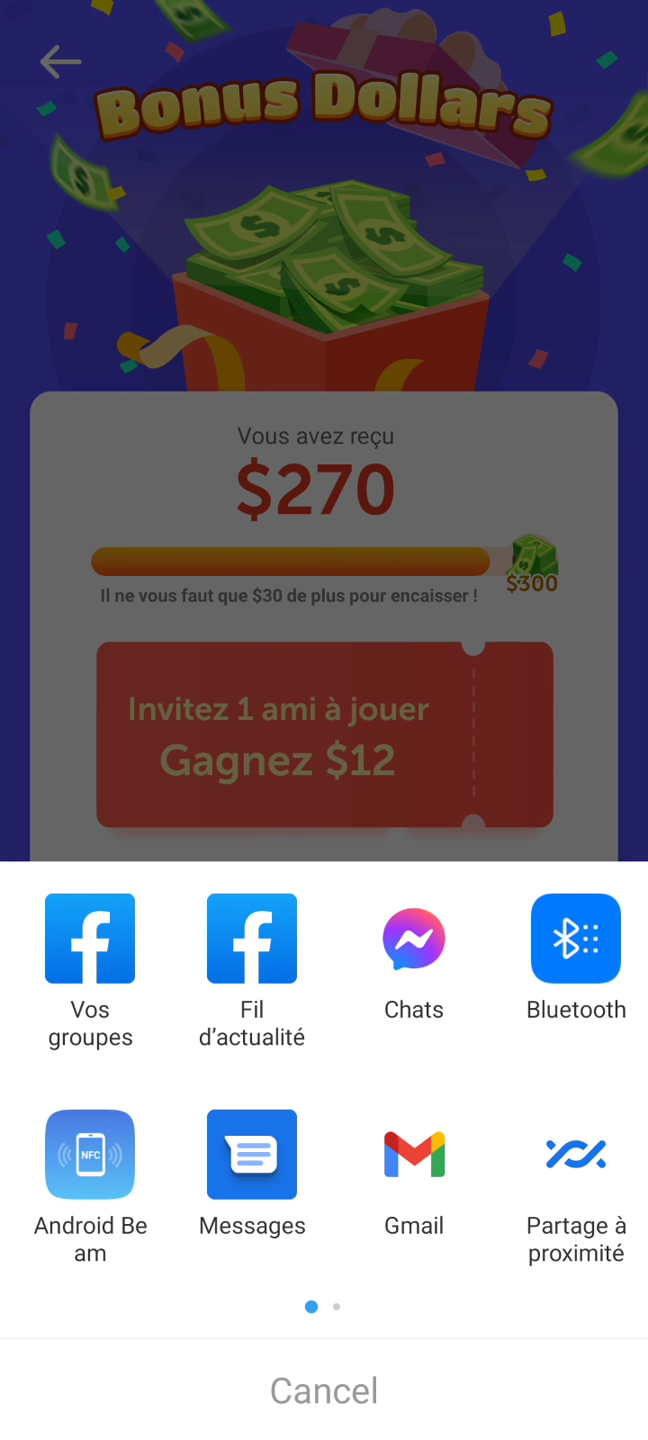 Bonus Dollars
Vous avez reçu
$270
$300
Il ne vous faut que $30 de plus pour encaisser !
Invitez 1 ami à jouer
Gagnez $12
Vos
groupes
Fil
d’actualité
Chats
Bluetooth
NFC
Android Be
am
Messages
Gmail
Partage à
proximité
Cancel